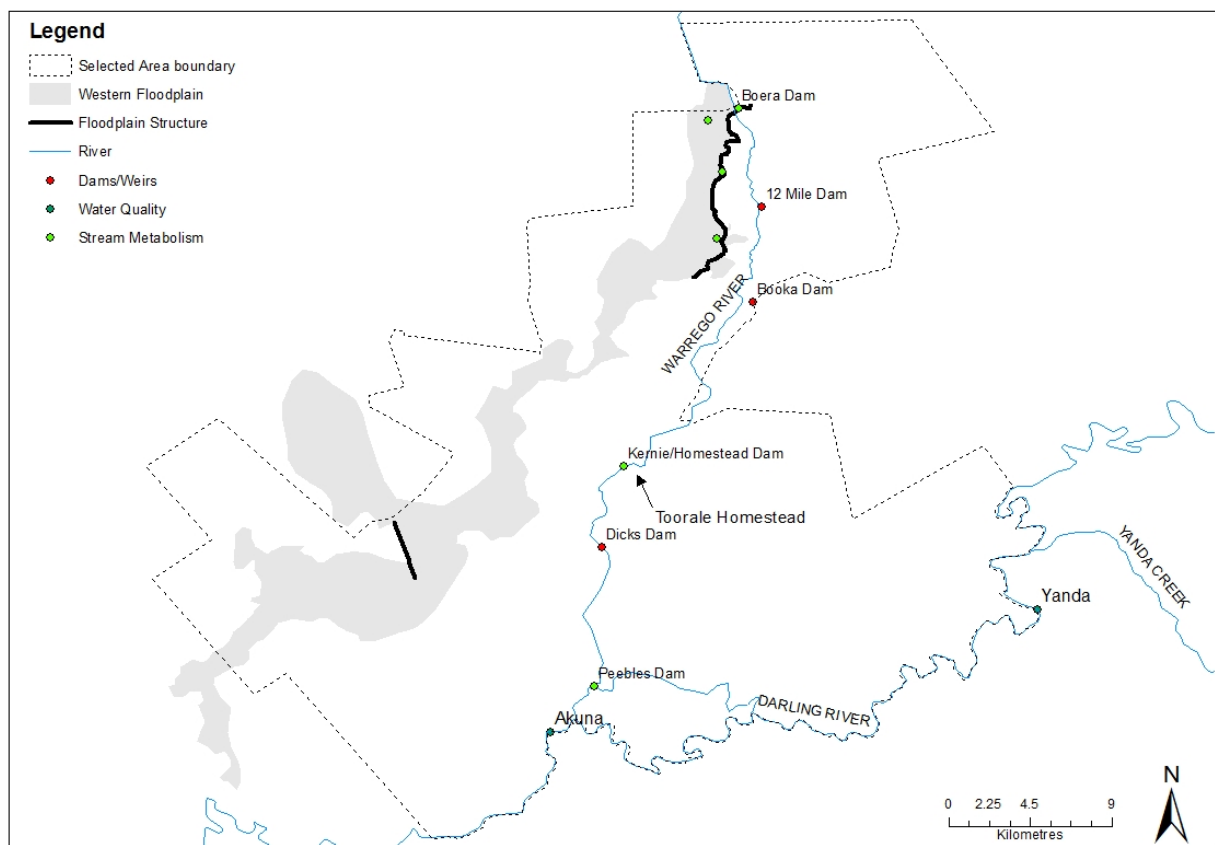 Legend
Selected Area boundary
Western Floodplain
Floodplain Structure
River
Dams/Weirs
Water Quality
Stream Metabolism
Boera Dam
12 Mile Dam
Booka Dam
WARREGO RIVER
Kernie/Homestead Dam
Toorale Homestead
Dicks Dam
YANDA CREEK
Yanda
Peebles Dam
DARLING RIVER
Akuna
N
0 2.25 4.5 9
Kilometres